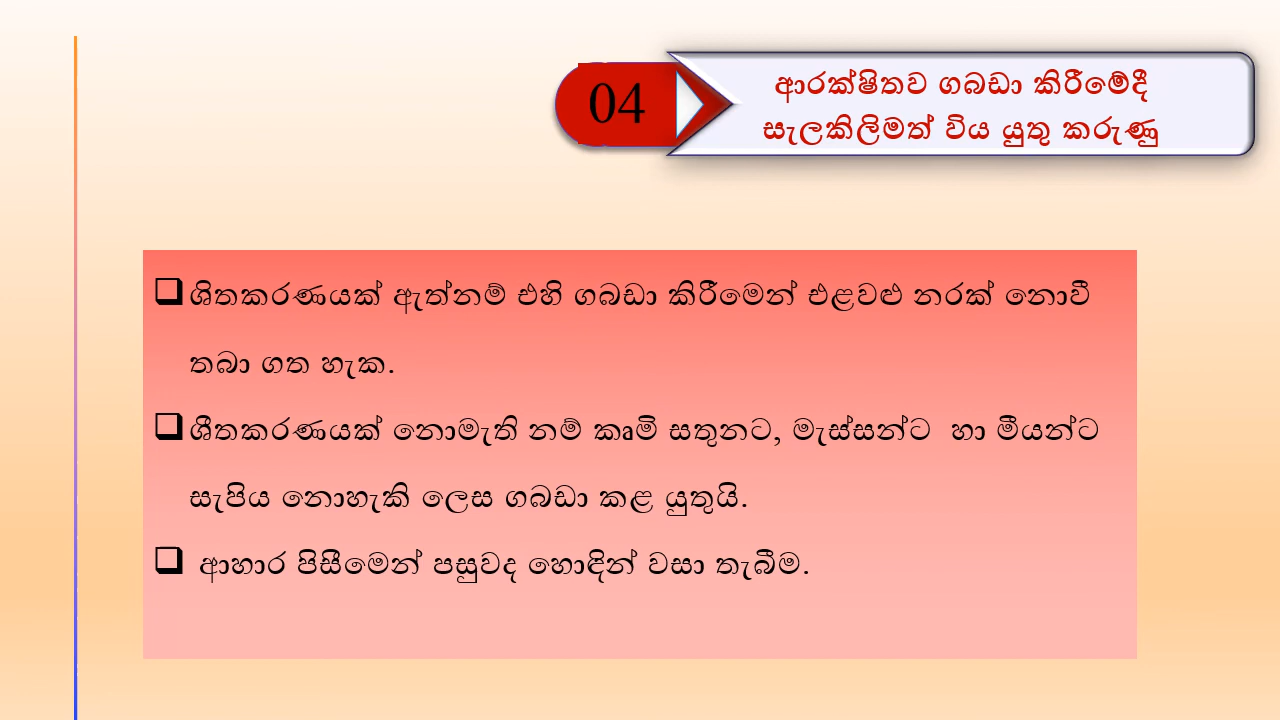 04
ආරක්ෂිතව ගබඩා කිරීමේදී
සැලකිලිමත් විය යුතු කරුණු
ශිතකරණයක් ඇත්නම් එහි ගබඩා කිරීමෙන් එළවළු නරක් නොවී
තබා ගත හැක.
ශීතකරණයක් නොමැති නම් කෘමි සතුනට, මැස්සන්ට හා මීයන්ට
සැපිය නොහැකි ලෙස ගබඩා කළ යුතුයි.
ආහාර පිසීමෙන් පසුවද හොඳින් වසා තැබීම.